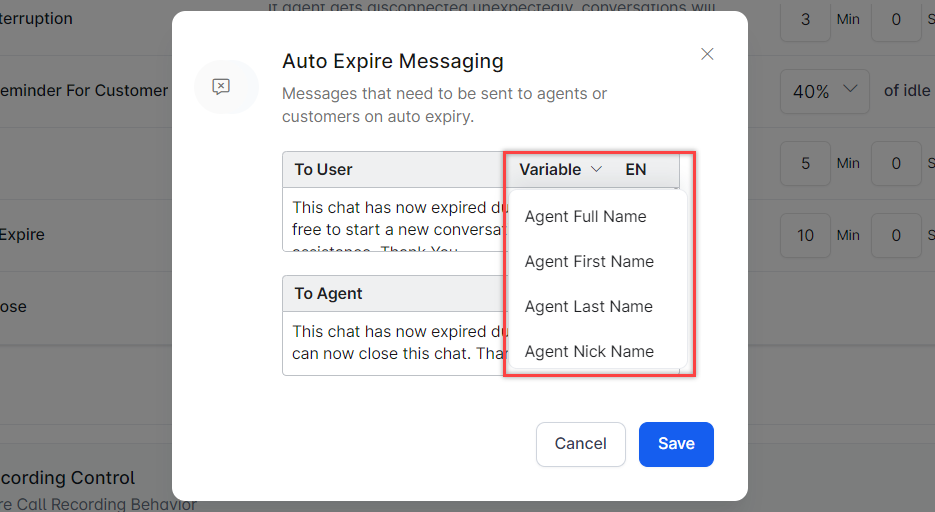 If agent gets disconnected unexpectedly, conversations will
terruption
3 Min 0 S
Auto Expire Messaging
eminder For Customer
40% of idle
Messages that need to be sent to agents or
customers on auto expiry.
To User Variable EN
5 Min 0 S
This chat has now expired du
free to start a new conversat
assistance. Thank You
Agent Full Name
Expire
10 Min 0 S
Agent First Name
To Agent
Agent Last Name
ose
This chat has now expired du
can now close this chat. Than
Agent Nick Name
Cancel Save
cording Control
re Call Recording Behavior